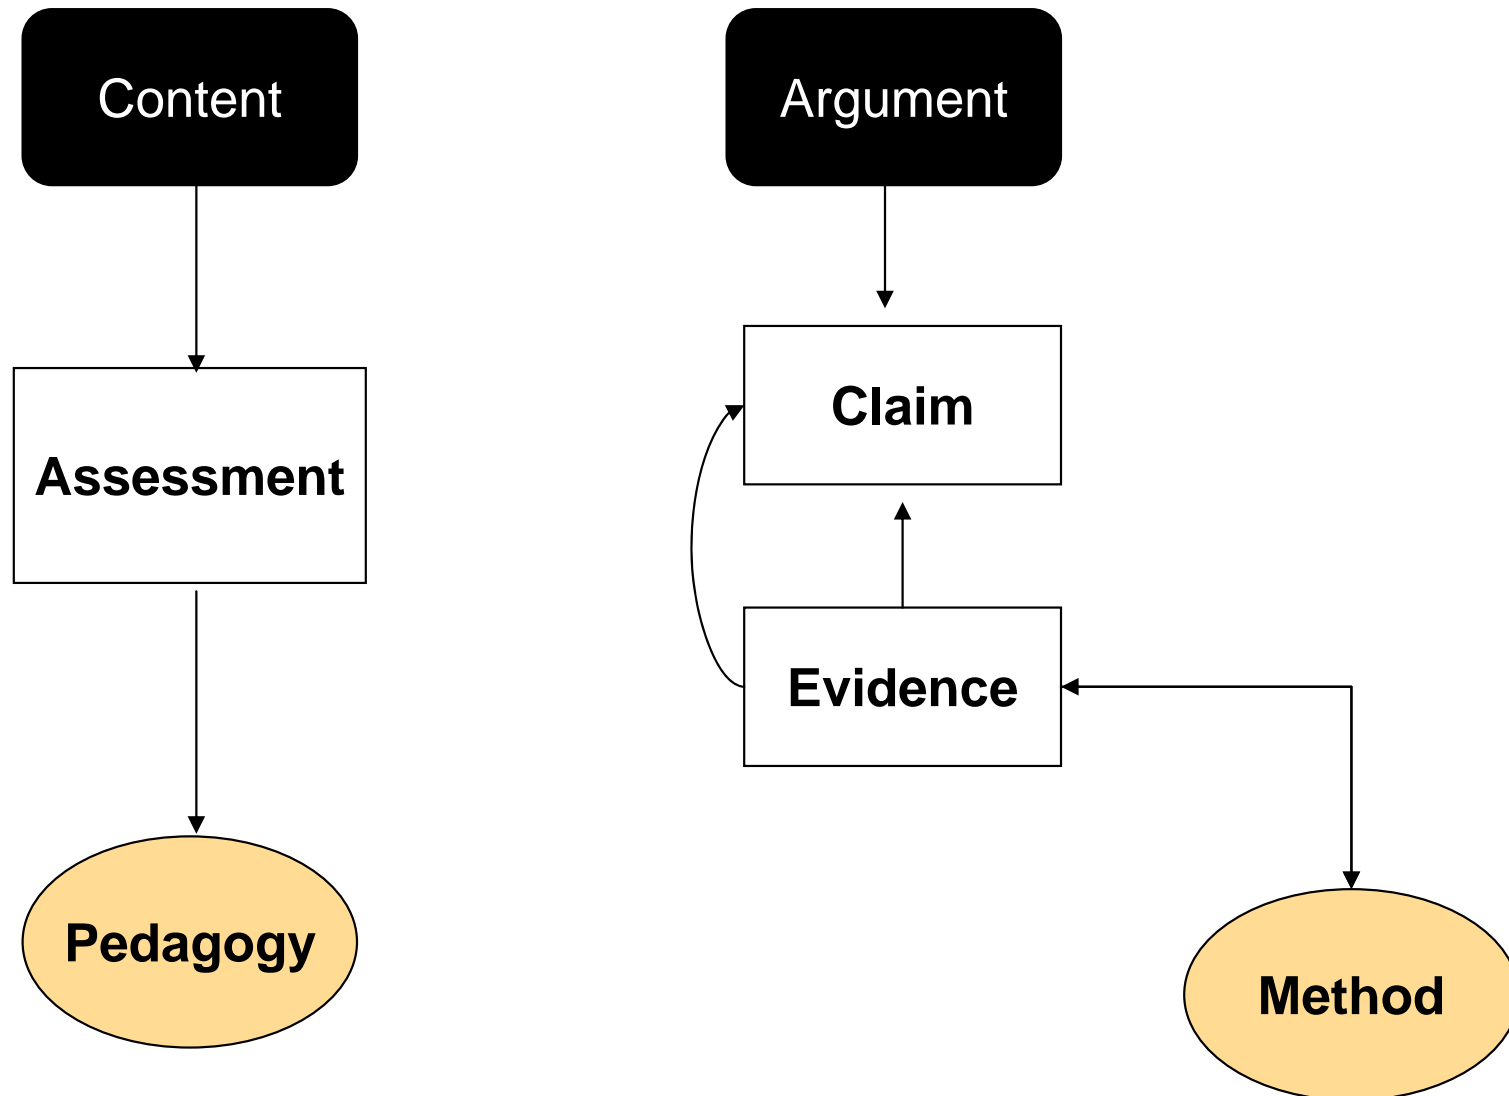 Content
Argument
Claim
Assessment
Evidence
Pedagogy
Method